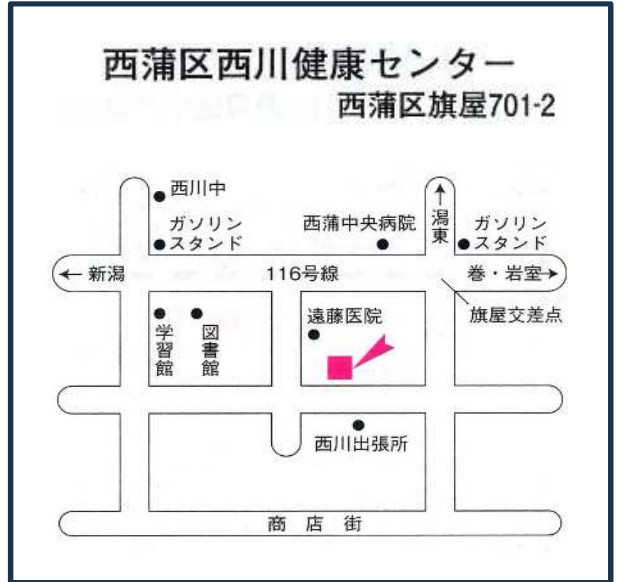 西蒲区西川健康センター
西蒲区旗屋701-2
西川中
ガソリン
スタンド
西蒲中央病院
↑潟東
ガソリン
スタンド
← 新潟
116号線
巻・岩室→
旗屋交差点
学習館
図書館
遠藤医院
西川出張所
商店街